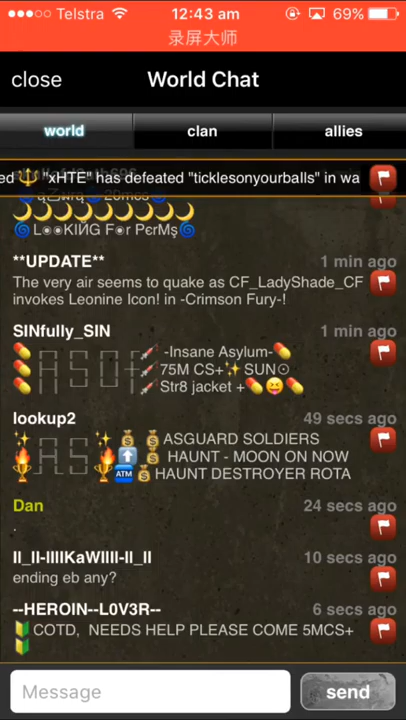 Telstra 12:43 am 69%
录屏大师
close World Chat
world clan allies
ed "xHTE" has defeated "ticklesonyourballs" in wa
L๏๏KIЙG F๏r PєrMş
**UPDATE** 1 min ago
The very air seems to quake as CF_LadyShade_CF
invokes Leonine Icon! in -Crimson Fury-!
SINfully_SIN 1 min ago
-Insane Asylum-
75M CS+✨SUN⊙
Str8 jacket +
lookup2 49 secs ago
ASGUARD SOLDIERS
HAUNT - MOON ON NOW
ATM HAUNT DESTROYER ROTA
Dan 24 secs ago
.
II_II-IIIIKaWIIII-II_II 10 secs ago
ending eb any?
--HEROIN--L0V3R-- 6 secs ago
COTD, NEEDS HELP PLEASE COME 5MCS+
Message send